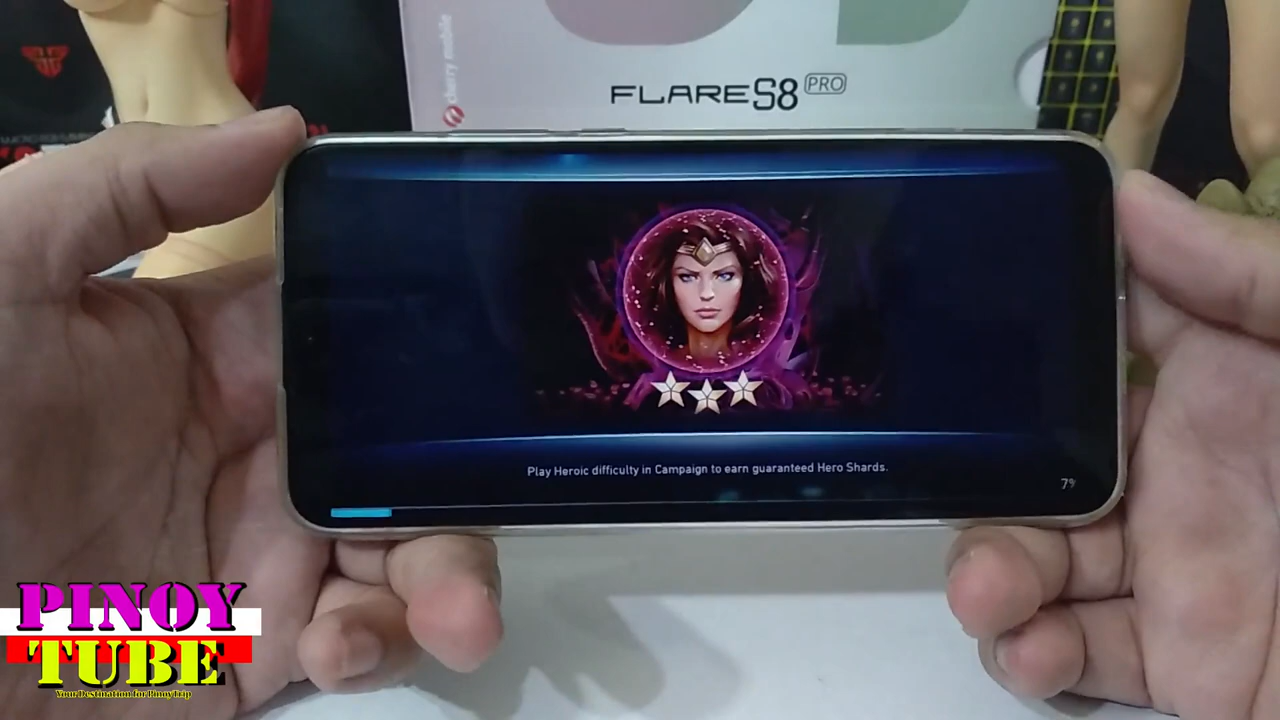 cherry mobile
FLARE S8 PRO
Play Heroic difficulty in Campaign to earn guaranteed Hero Shards.
7%
PINOY
TUBE
Your Destination for PinoyTrip